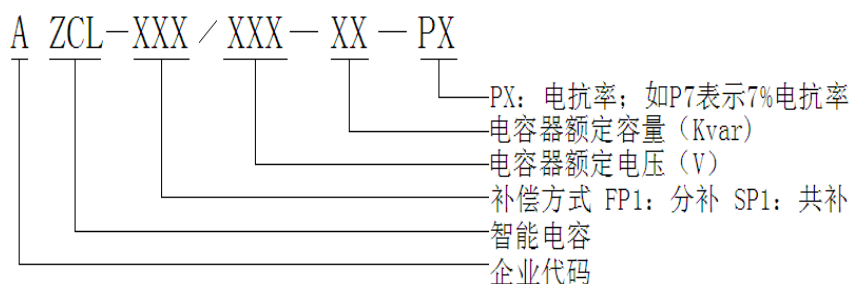 A ZCL-XXX/XXX-XX-PX
PX：电抗率；如P7表示7%电抗率
电容器额定容量（Kvar)
电容器额定电压（V）
补偿方式 FP1：分补 SP1：共补
智能电容
企业代码